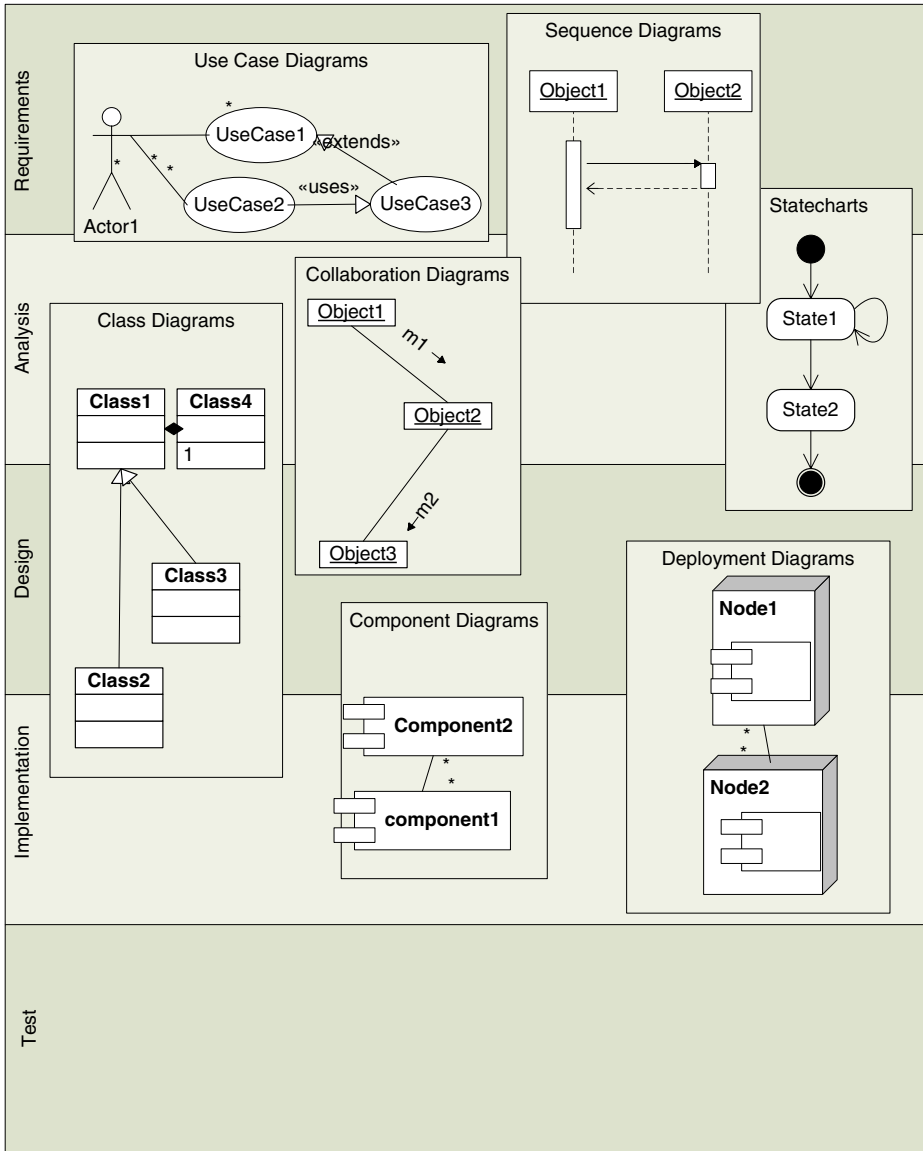 Requirements
Use Case Diagrams
*
UseCase1
«extends»
*
*
*
«uses»
UseCase2
UseCase3
Actor1
Sequence Diagrams
Object1
Object2
Statecharts
State1
State2
Analysis
Class Diagrams
Class1
Class4
1
Class3
Class2
Collaboration Diagrams
Object1
m1
Object2
m2
Object3
Design
Component Diagrams
Component2
*
*
component1
Deployment Diagrams
Node1
*
*
Node2
Implementation
Test